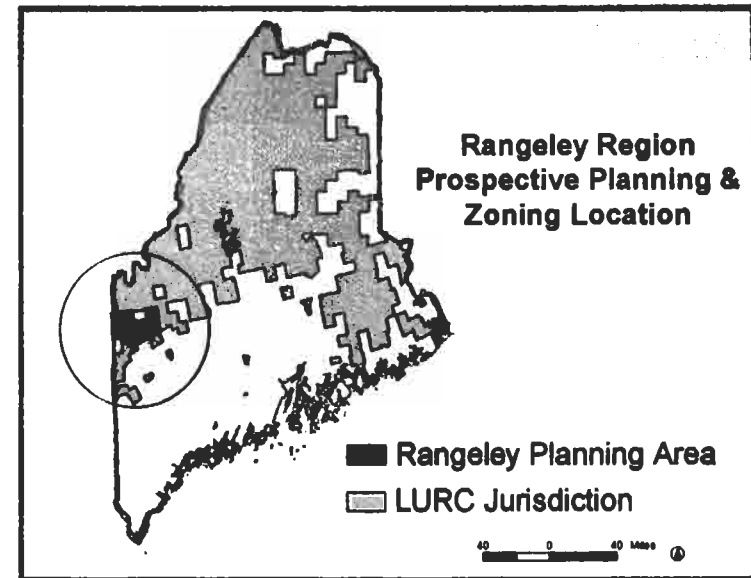 Rangeley Region
Prospective Planning &
Zoning Location
Rangeley Planning Area
LURC Jurisdiction
40 0 40 Miles